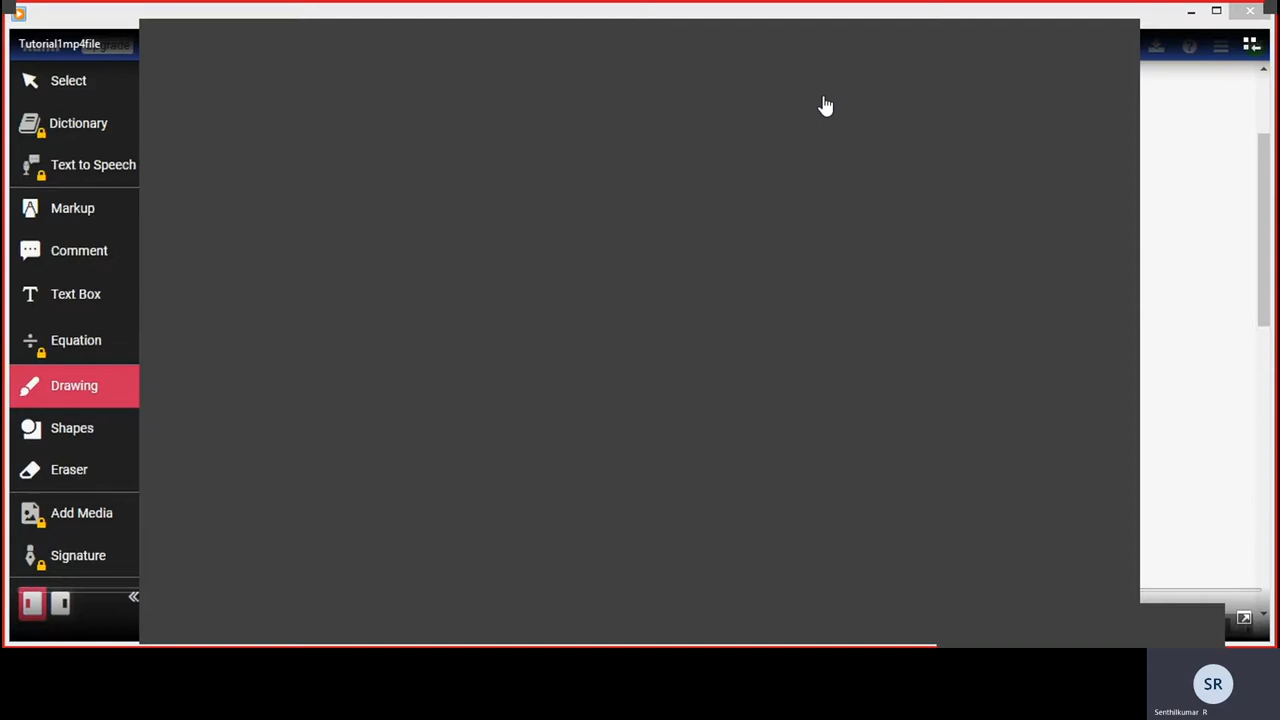 Tutorial1mp4file
Upgrade
Select
Dictionary
Text to Speech
Markup
Comment
Text Box
Equation
Drawing
Shapes
Eraser
Add Media
Signature
SR
Senthilkumar R